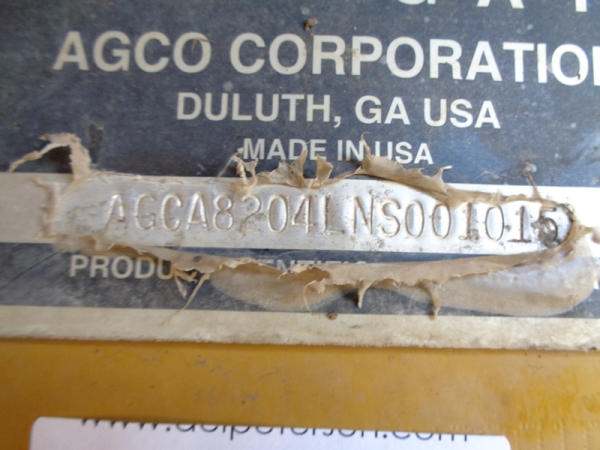 AGCO CORPORATION
DULUTH, GA USA
MADE IN USA
AGCA8204LNS001015